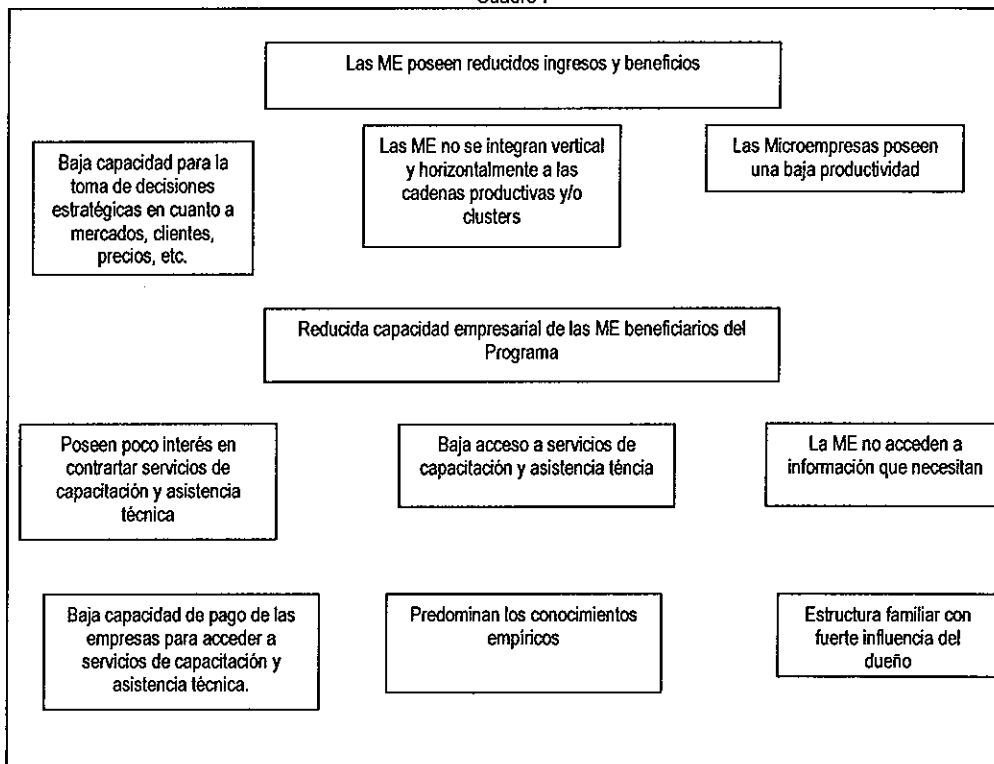 Las ME poseen reducidos ingresos y beneficios
Baja capacidad para la
toma de decisiones
estratégicas en cuanto a
mercados, clientes,
precios, etc.
Las ME no se integran vertical
y horizontalmente a las
cadenas productivas y/o
clusters
Las Microempresas poseen
una baja productividad
Reducida capacidad empresarial de las ME beneficiarios del
Programa
Poseen poco interés en
contrartar servicios de
capacitación y asistencia
técnica
Baja acceso a servicios de
capacitación y asistencia téncia
La ME no acceden a
información que necesitan
Baja capacidad de pago de las
empresas para acceder a
servicios de capacitación y
asistencia técnica.
Predominan los conocimientos
empíricos
Estructura familiar con
fuerte influencia del
dueño